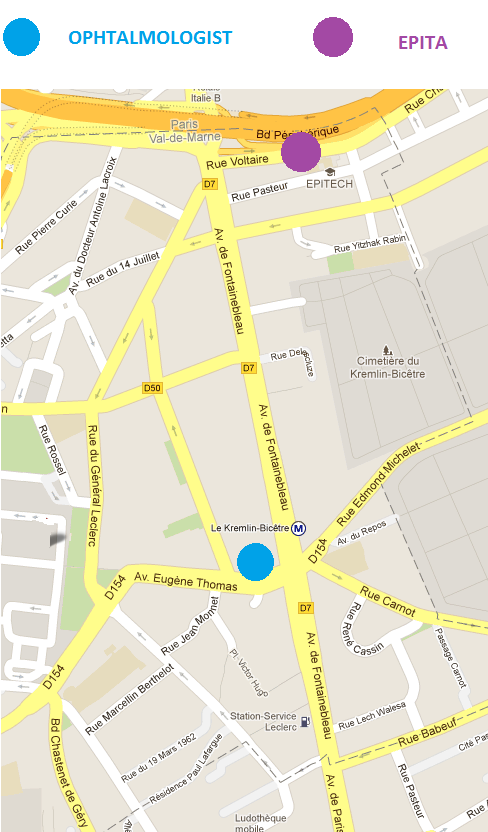 OPHTALMOLOGIST
EPITA
Relais
Italie B
Paris
Val-de-Marne
Bd Périphérique
Rue Voltaire
D7
Rue Pasteur
EPITECH
Rue Pierre Curie
Av. du Docteur Antoine Lacroix
Rue du 14 Juillet
Av. de Fontainebleau
Rue Yitzhak Rabin
Cimetière du
Kremlin-Bicêtre
D7
Rue Delescluze
D50
Av. de Fontainebleau
Rue Rossel
Rue du Général Leclerc
Rue Edmond Michelet
Le Kremlin-Bicêtre
M
D154
Av. du Repos
D154
Av. Eugène Thomas
Rue Carnot
D7
Rue Jean Monnet
Rue René Cassin
Passage Carnot
D154
Pl. Victor Hugo
Av. de Fontainebleau
Rue Marcellin Berthelot
Station-Service
Leclerc
Rue Lech Walesa
Bd Chastenet de Géry
Rue Babeuf
Rue du 19 Mars 1962
Résidence Paul Lafargue
Rue Pasteur
Av. de Paris
Ludothèque
mobile